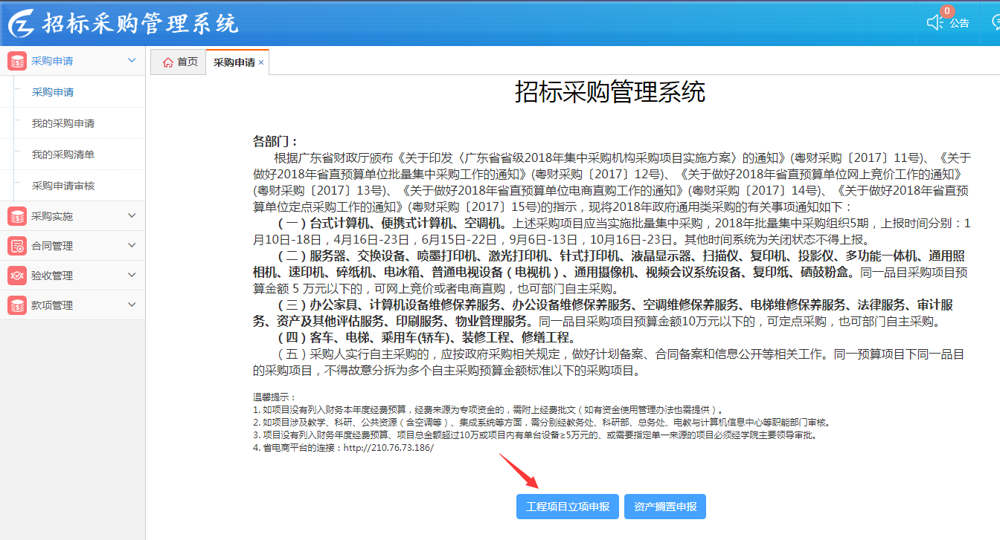 招标采购管理系统
0
公告
采购申请
采购申请
我的采购申请
我的采购清单
采购申请审核
采购实施
合同管理
验收管理
款项管理
首页
采购申请 ×
招标采购管理系统
各部门：
根据广东省财政厅颁布《关于印发〈广东省省级2018年集中采购机构采购项目实施方案〉的通知》(粤财采购〔2017〕11号)、《关于
做好2018年省直预算单位批量集中采购工作的通知》(粤财采购〔2017〕12号)、《关于做好2018年省直预算单位网上竞价工作的通知》
(粤财采购〔2017〕13号)、《关于做好2018年省直预算单位电商直购工作的通知》(粤财采购〔2017〕14号)、《关于做好2018年省直预
算单位定点采购工作的通知》(粤财采购〔2017〕15号)的指示，现将2018年政府通用类采购的有关事项通知如下：
（一）台式计算机、便携式计算机、空调机。上述采购项目应当实施批量集中采购，2018年批量集中采购组织5期，上报时间分别：1
月10日-18日，4月16日-23日，6月15日-22日，9月6日-13日，10月16日-23日。其他时间系统为关闭状态不得上报。
（二）服务器、交换设备、喷墨打印机、激光打印机、针式打印机、液晶显示器、扫描仪、复印机、投影仪、多功能一体机、通用照
相机、速印机、碎纸机、电冰箱、普通电视设备（电视机）、通用摄像机、视频会议系统设备、复印纸、硒鼓粉盒。同一品目采购项目预
算金额 5 万元以下的，可网上竞价或者电商直购，也可部门自主采购。
（三）办公家具、计算机设备维修保养服务、办公设备维修保养服务、空调维修保养服务、电梯维修保养服务、法律服务、审计服
务、资产及其他评估服务、印刷服务、物业管理服务。同一品目采购项目预算金额10万元以下的，可定点采购，也可部门自主采购。
（四）客车、电梯、乘用车(轿车)、装修工程、修缮工程。
（五）采购人实行自主采购的，应按政府采购相关规定，做好计划备案、合同备案和信息公开等相关工作。同一预算项目下同一品目
的采购项目，不得故意分拆为多个自主采购预算金额标准以下的采购项目。
温馨提示：
1. 如项目没有列入财务本年度经费预算，经费来源为专项资金的，需附上经费批文（如有资金使用管理办法也需提供）。
2. 如项目涉及教学、科研、公共资源（含空调等）、集成系统等方面，需分别经教务处、科研部、总务处、电教与计算机信息中心等职能部门审核。
3. 项目没有列入财务年度经费预算、项目总金额超过10万或项目内有单台设备≥5万元的、或需要指定单一来源的项目必须经学院主要领导审批。
4. 省电商平台的连接：http://210.76.73.186/
工程项目立项申报
资产搁置申报